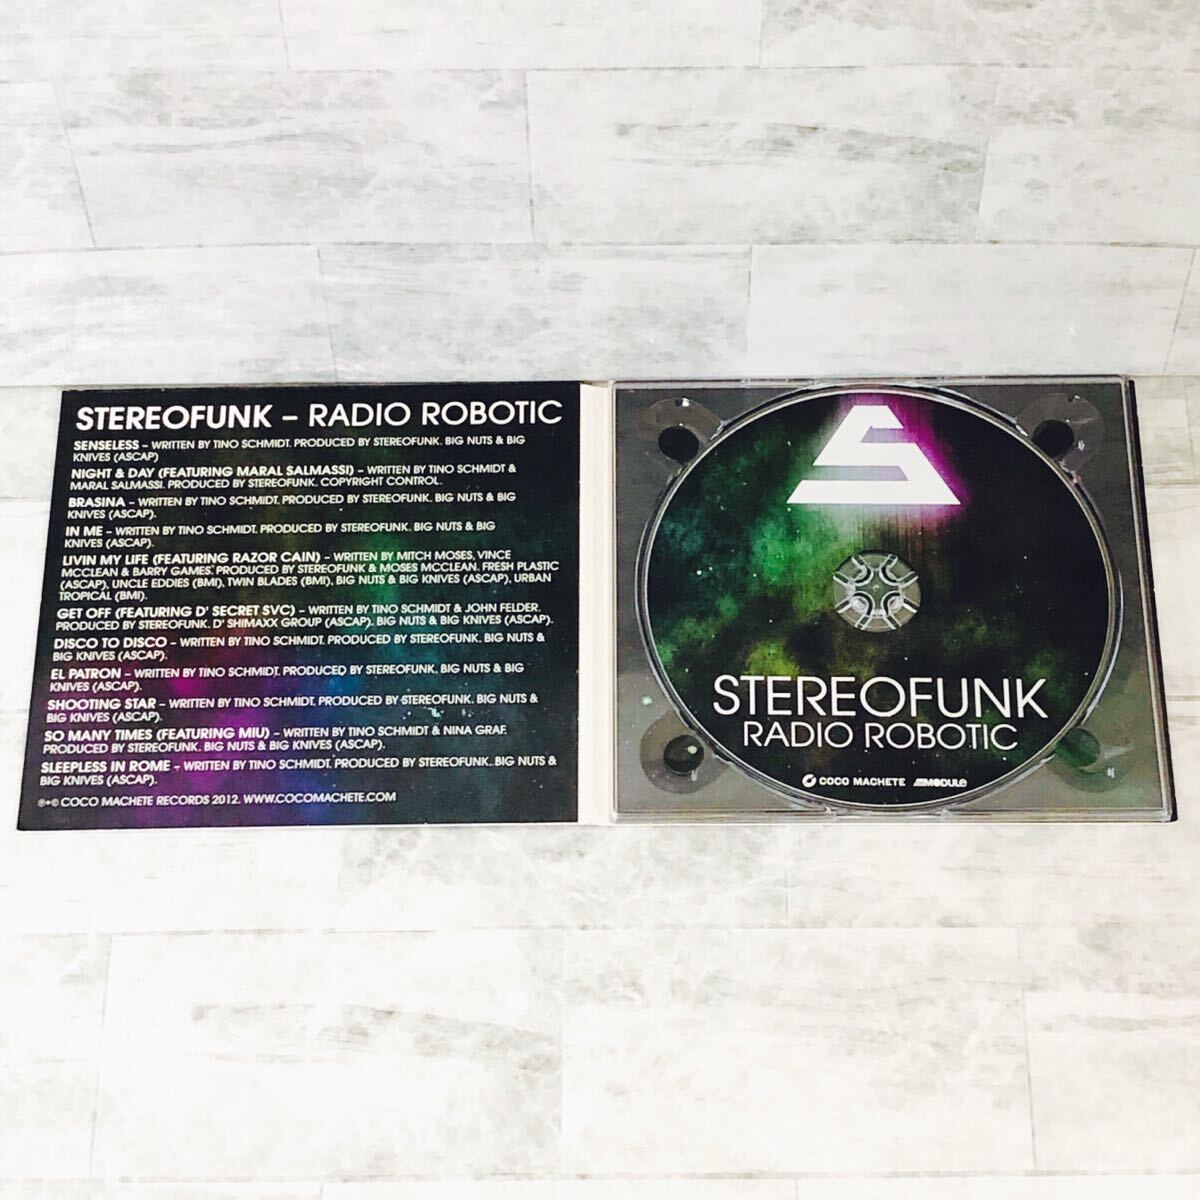 STEREOFUNK – RADIO ROBOTIC
SENSELESS – WRITTEN BY TINO SCHMIDT. PRODUCED BY STEREOFUNK. BIG NUTS & BIG
KNIVES (ASCAP)
NIGHT & DAY (FEATURING MARAL SALMASSI) – WRITTEN BY TINO SCHMIDT &
MARAL SALMASSI. PRODUCED BY STEREOFUNK. COPYRIGHT CONTROL.
BRASINA – WRITTEN BY TINO SCHMIDT. PRODUCED BY STEREOFUNK. BIG NUTS & BIG
KNIVES (ASCAP).
IN ME – WRITTEN BY TINO SCHMIDT. PRODUCED BY STEREOFUNK. BIG NUTS & BIG
KNIVES (ASCAP).
LIVIN MY LIFE (FEATURING RAZOR CAIN) – WRITTEN BY MITCH MOSES, VINCE
MCCLEAN & BARRY GAMES. PRODUCED BY STEREOFUNK & MOSES MCCLEAN. FRESH PLASTIC
(ASCAP), UNCLE EDDIES (BMI), TWIN BLADES (BMI), BIG NUTS & BIG KNIVES (ASCAP), URBAN
TROPICAL (BMI).
GET OFF (FEATURING D' SECRET SVC) – WRITTEN BY TINO SCHMIDT & JOHN FELDER.
PRODUCED BY STEREOFUNK. D' SHIMAXX GROUP (ASCAP). BIG NUTS & BIG KNIVES (ASCAP).
DISCO TO DISCO – WRITTEN BY TINO SCHMIDT. PRODUCED BY STEREOFUNK. BIG NUTS &
BIG KNIVES (ASCAP).
EL PATRON – WRITTEN BY TINO SCHMIDT. PRODUCED BY STEREOFUNK. BIG NUTS & BIG
KNIVES (ASCAP).
SHOOTING STAR – WRITTEN BY TINO SCHMIDT. PRODUCED BY STEREOFUNK. BIG NUTS &
BIG KNIVES (ASCAP).
SO MANY TIMES (FEATURING MIU) – WRITTEN BY TINO SCHMIDT & NINA GRAF.
PRODUCED BY STEREOFUNK. BIG NUTS & BIG KNIVES (ASCAP).
SLEEPLESS IN ROME – WRITTEN BY TINO SCHMIDT. PRODUCED BY STEREOFUNK. BIG NUTS &
BIG KNIVES (ASCAP).
℗+© COCO MACHETE RECORDS 2012. WWW.COCOMACHETE.COM
S
STEREOFUNK
RADIO ROBOTIC
COCO MACHETE MODULE